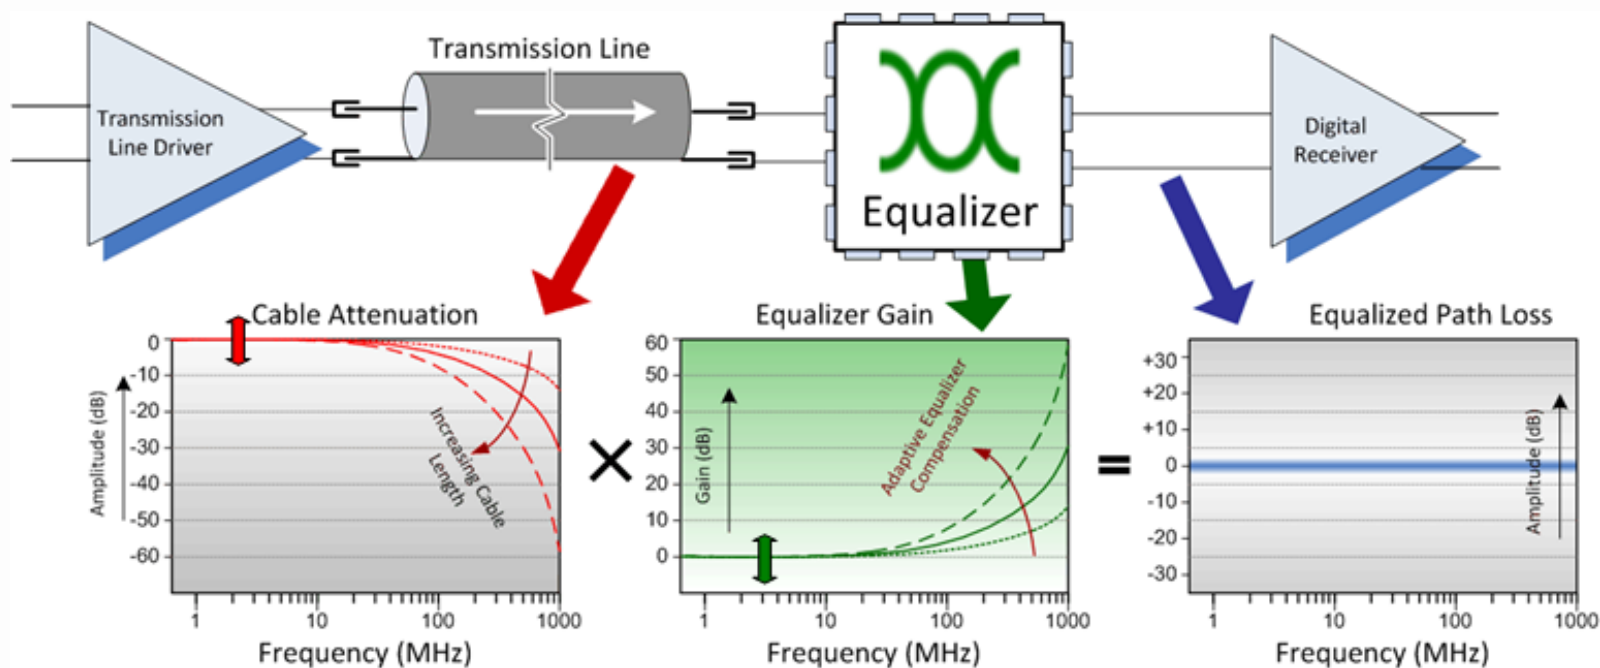 Transmission Line
Transmission
Line Driver
Equalizer
Digital
Receiver
Cable Attenuation
0
-10
-20
-30
-40
-50
-60
Amplitude (dB)
Increasing Cable
Length
1
10
100
1000
Frequency (MHz)
×
Equalizer Gain
60
50
40
30
20
10
0
Gain (dB)
Adaptive Equalizer
Compensation
1
10
100
1000
Frequency (MHz)
=
Equalized Path Loss
+30
+20
+10
0
-10
-20
-30
Amplitude (dB)
1
10
100
1000
Frequency (MHz)